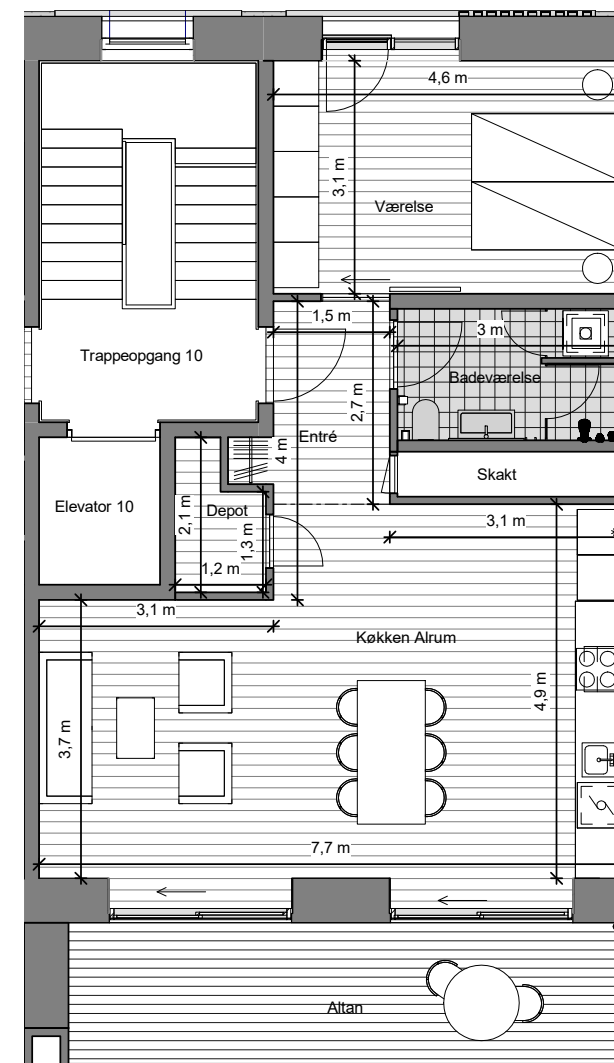 4,6 m
3,1 m
Værelse
1,5 m
3 m
Trappeopgang 10
Badeværelse
2,7 m
Entré
4 m
Skakt
Elevator 10
Depot
2,1 m
1,3 m
3,1 m
1,2 m
3,1 m
Køkken Alrum
4,9 m
3,7 m
7,7 m
Altan